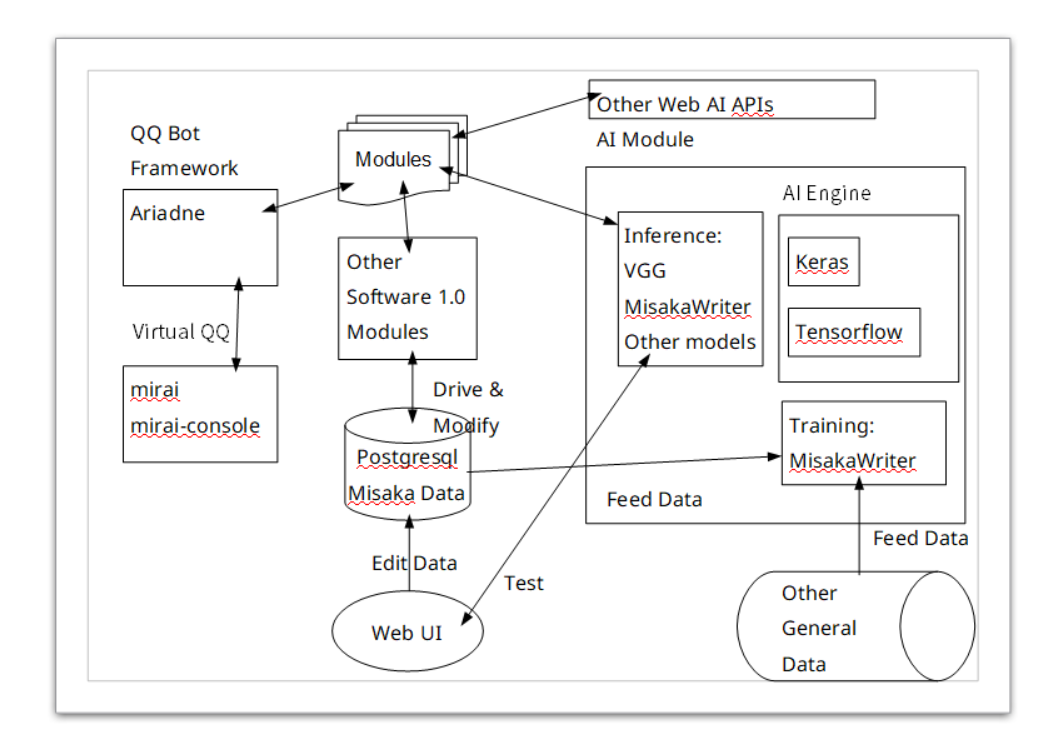 Other Web AI APIs
QQ Bot
Framework
Modules
AI Module
Ariadne
AI Engine
Inference:
VGG
MisakaWriter
Other models
Keras
Tensorflow
Other
Software 1.0
Modules
Virtual QQ
mirai
mirai-console
Drive &
Modify
Postgresql
Misaka Data
Training:
MisakaWriter
Feed Data
Feed Data
Edit Data
Test
Web UI
Other
General
Data